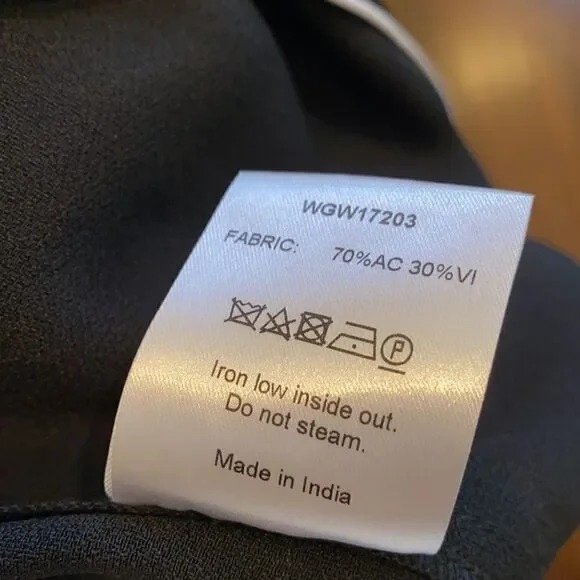 WGW17203
FABRIC: 70%AC 30%VI
P
Iron low inside out.
Do not steam.
Made in India